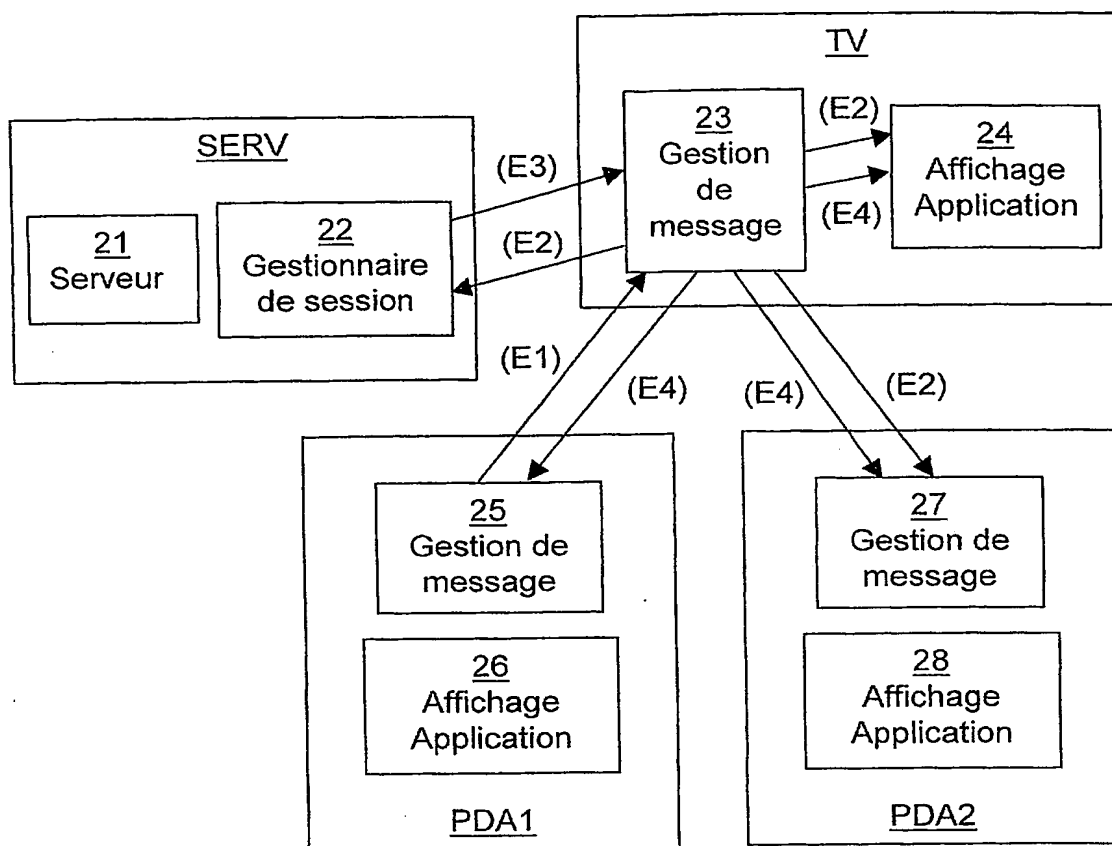 TV
23
Gestion
de
message
(E2)
(E4)
24
Affichage
Application
SERV
21
Serveur
22
Gestionnaire
de session
(E3)
(E2)
(E1)
(E4)
(E4)
(E2)
25
Gestion de
message
26
Affichage
Application
PDA1
27
Gestion de
message
28
Affichage
Application
PDA2